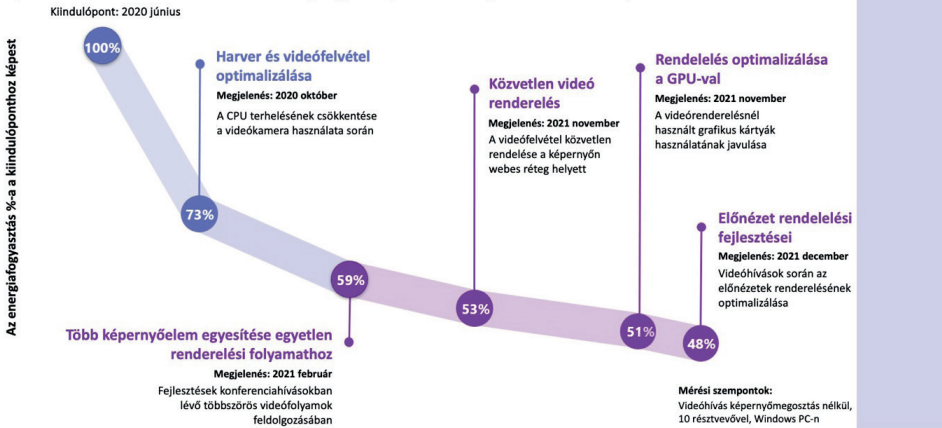 Kiindulópont: 2020 június
Az energiafogyasztás %-a a kiindulóponthoz képest
100%
Harver és videófelvétel
optimalizálása
Megjelenés: 2020 október
A CPU terhelésének csökkentése
a videókamera használata során
73%
59%
Több képernyőelem egyesítése egyetlen
renderelési folyamathoz
Megjelenés: 2021 február
Fejlesztések konferenciahívásokban
lévő többszörös videófolyamok
feldolgozásában
Közvetlen videó
renderelés
Megjelenés: 2021 november
A videófelvétel közvetlen
rendelése a képernyőn
webes réteg helyett
53%
Rendelelés optimalizálása
a GPU-val
Megjelenés: 2021 november
A videórenderelésnél
használt grafikus kártyák
használatának javulása
51%
Előnézet rendelelési
fejlesztései
Megjelenés: 2021 december
Videóhívások során az
előnézetek renderelésének
optimalizálása
48%
Mérési szempontok:
Videóhívás képernyőmegosztás nélkül,
10 résztvevővel, Windows PC-n